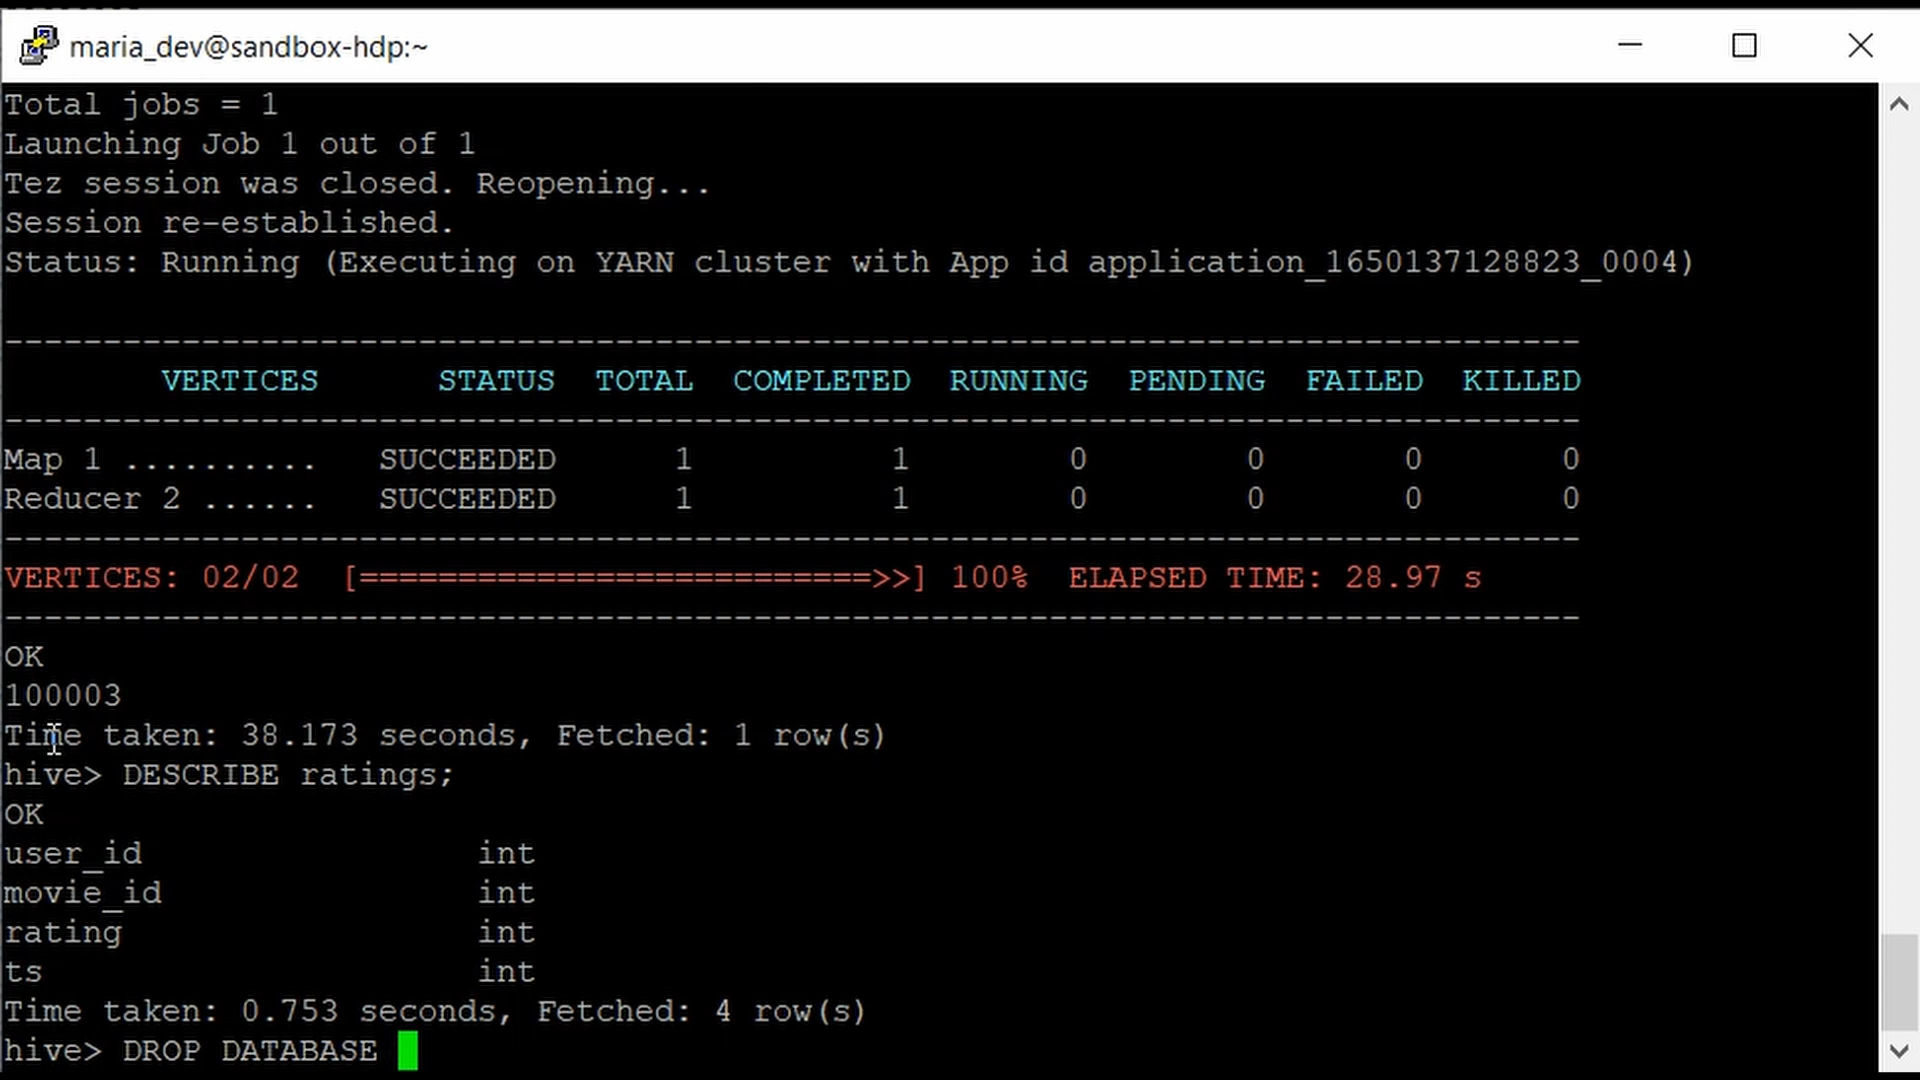 maria_dev@sandbox-hdp:~
Total jobs = 1
Launching Job 1 out of 1
Tez session was closed. Reopening...
Session re-established.
Status: Running (Executing on YARN cluster with App id application_1650137128823_0004)
--------------------------------------------------------------------------------
        VERTICES      STATUS  TOTAL  COMPLETED  RUNNING  PENDING  FAILED  KILLED
--------------------------------------------------------------------------------
Map 1 ..........   SUCCEEDED      1          1        0        0       0       0
Reducer 2 ......   SUCCEEDED      1          1        0        0       0       0
--------------------------------------------------------------------------------
VERTICES: 02/02  [==========================>>] 100%  ELAPSED TIME: 28.97 s
--------------------------------------------------------------------------------
OK
100003
Time taken: 38.173 seconds, Fetched: 1 row(s)
hive> DESCRIBE ratings;
OK
user_id                 int
movie_id                int
rating                  int
ts                      int
Time taken: 0.753 seconds, Fetched: 4 row(s)
hive> DROP DATABASE